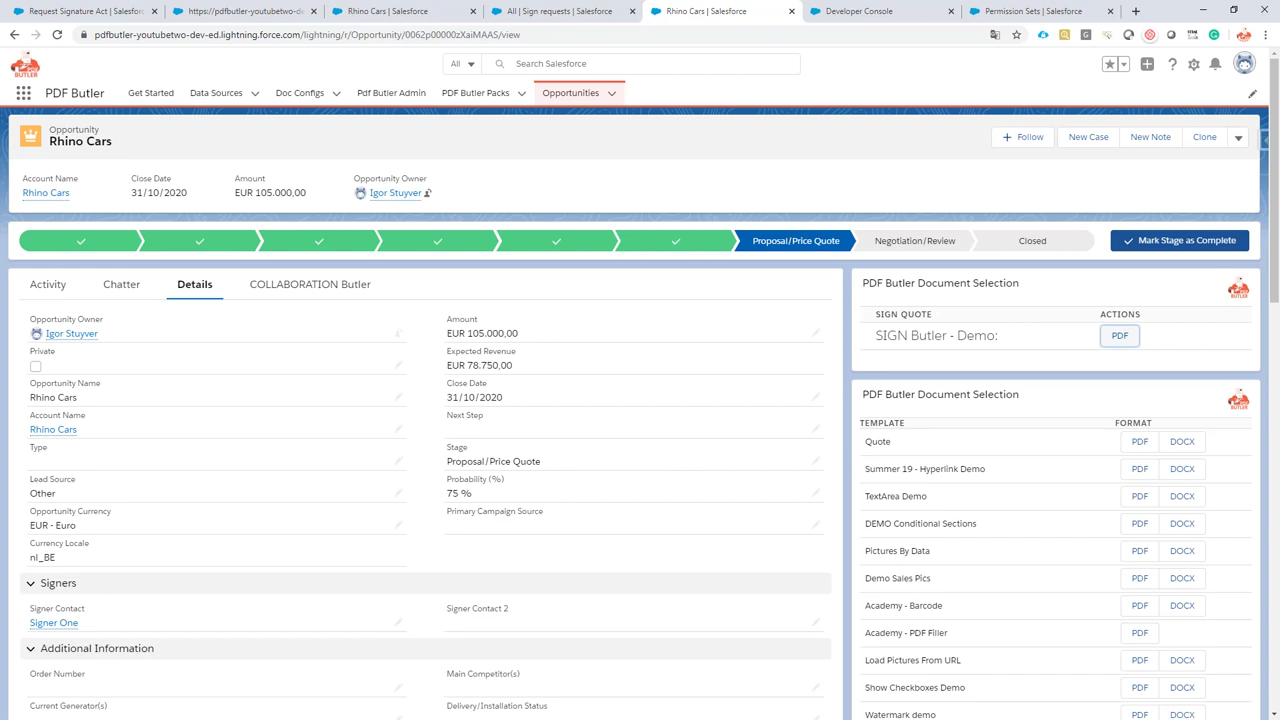 Request Signature Act | Salesforce
https://pdfbutler-youtubetwo-dev-
Rhino Cars | Salesforce
All | Sign requests | Salesforce
Rhino Cars | Salesforce
Developer Console
Permission Sets | Salesforce
pdfbutler-youtubetwo-dev-ed.lightning.force.com/lightning/r/Opportunity/0062p00000zXaiMAAS/view
BUTLER
All
Search Salesforce
PDF Butler
Get Started
Data Sources
Doc Configs
Pdf Butler Admin
PDF Butler Packs
Opportunities
Opportunity
Rhino Cars
Follow
New Case
New Note
Clone
Account Name
Close Date
Amount
Opportunity Owner
Rhino Cars
31/10/2020
EUR 105.000,00
Igor Stuyver
Proposal/Price Quote
Negotiation/Review
Closed
Mark Stage as Complete
Activity
Chatter
Details
COLLABORATION Butler
Opportunity Owner
Igor Stuyver
Amount
EUR 105.000,00
Private
Expected Revenue
EUR 78.750,00
Opportunity Name
Rhino Cars
Close Date
31/10/2020
Account Name
Rhino Cars
Next Step
Type
Stage
Proposal/Price Quote
Lead Source
Other
Probability (%)
75 %
Opportunity Currency
EUR - Euro
Primary Campaign Source
Currency Locale
nl_BE
Signers
Signer Contact
Signer One
Signer Contact 2
Additional Information
Order Number
Main Competitor(s)
Current Generator(s)
Delivery/Installation Status
PDF Butler Document Selection
BUTLER
SIGN QUOTE
ACTIONS
SIGN Butler - Demo:
PDF
PDF Butler Document Selection
BUTLER
TEMPLATE
FORMAT
Quote
PDF
DOCX
Summer 19 - Hyperlink Demo
PDF
DOCX
TextArea Demo
PDF
DOCX
DEMO Conditional Sections
PDF
DOCX
Pictures By Data
PDF
DOCX
Demo Sales Pics
PDF
DOCX
Academy - Barcode
PDF
DOCX
Academy - PDF Filler
PDF
Load Pictures From URL
PDF
DOCX
Show Checkboxes Demo
PDF
DOCX
Watermark demo
PDF
DOCX